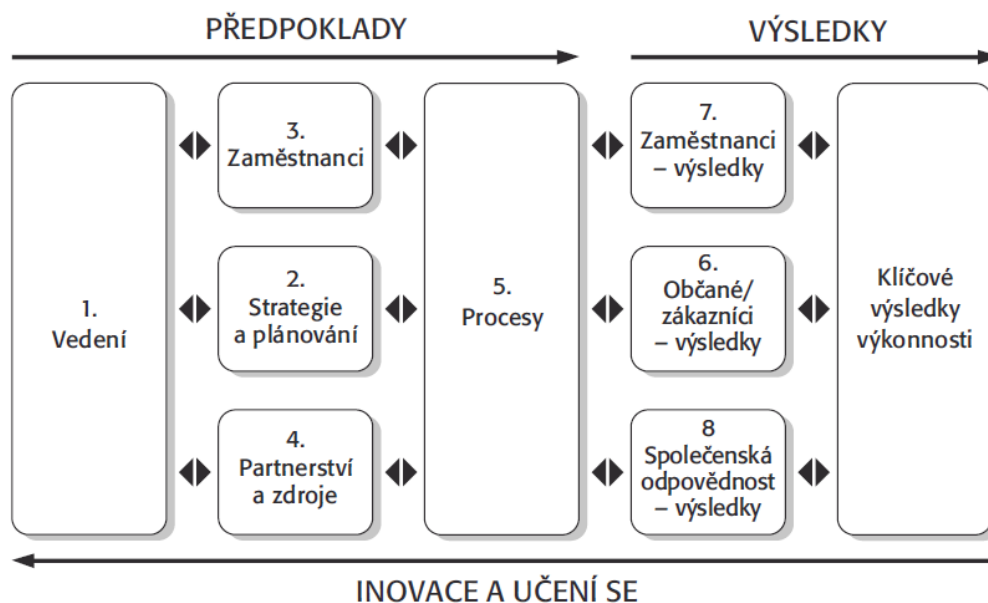 PŘEDPOKLADY
VÝSLEDKY
1.
Vedení
3.
Zaměstnanci
2.
Strategie
a plánování
4.
Partnerství
a zdroje
5.
Procesy
7.
Zaměstnanci
– výsledky
6.
Občané/
zákazníci
– výsledky
8
Společenská
odpovědnost
– výsledky
Klíčové
výsledky
výkonnosti
INOVACE A UČENÍ SE